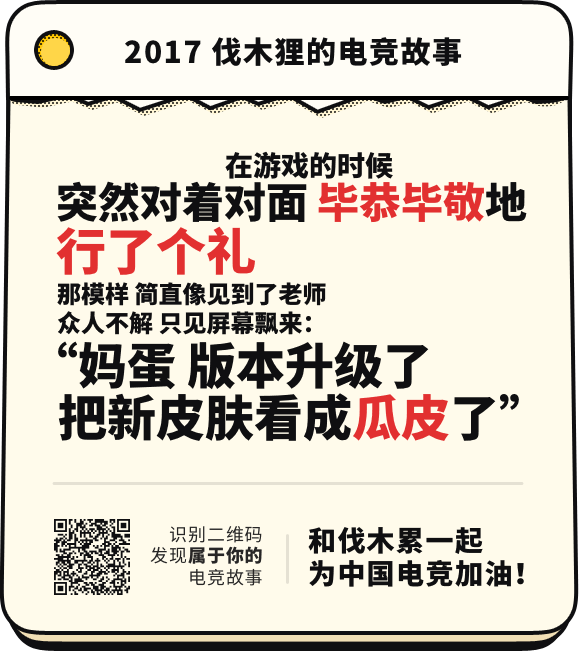 2017 伐木狸的电竞故事
在游戏的时候
突然对着对面 毕恭毕敬地
行了个礼
那模样 简直像见到了老师
众人不解 只见屏幕飘来：
“妈蛋 版本升级了
把新皮肤看成瓜皮了”
识别二维码
发现属于你的
电竞故事
和伐木累一起
为中国电竞加油！